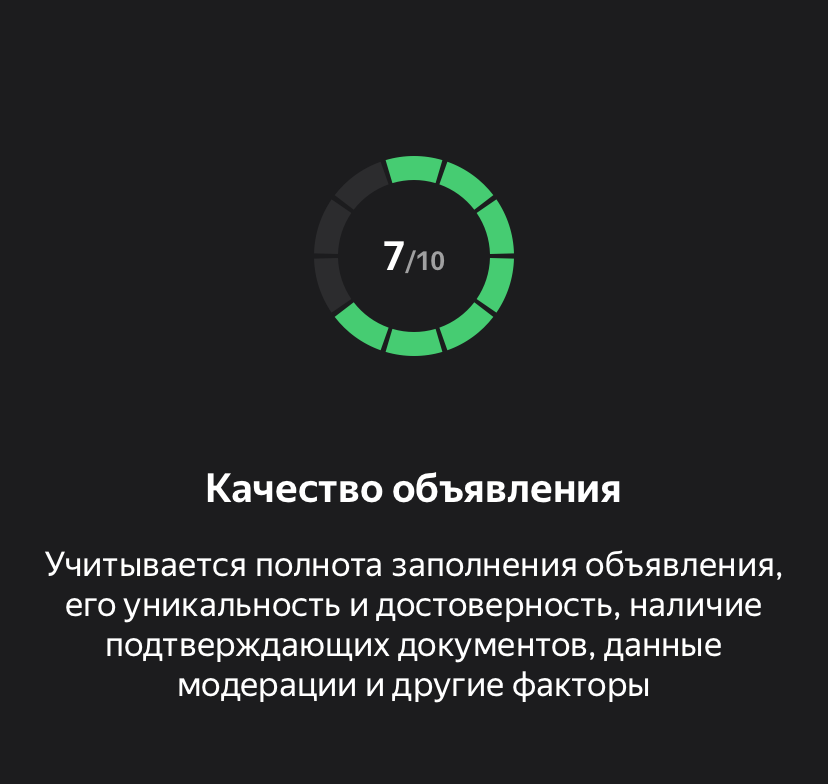 7/10
Качество объявления
Учитывается полнота заполнения объявления,
его уникальность и достоверность, наличие
подтверждающих документов, данные
модерации и другие факторы